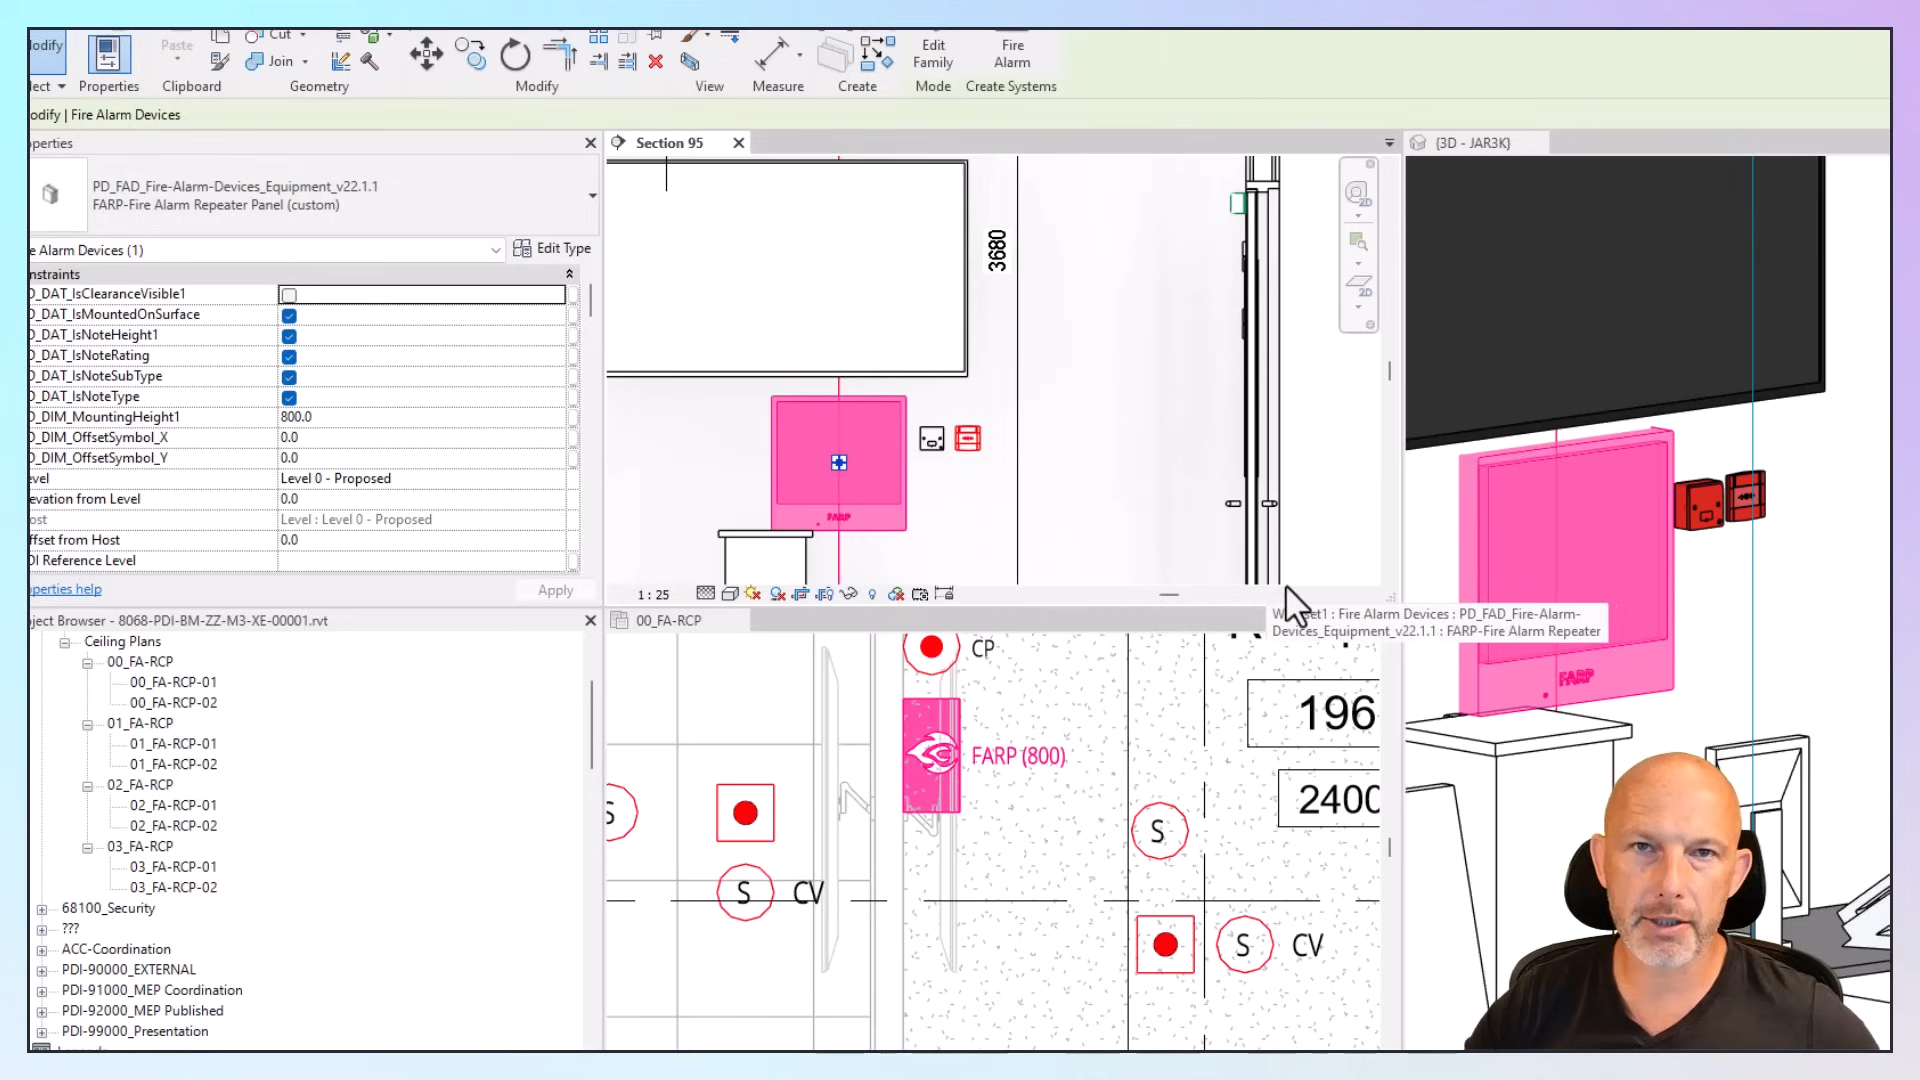 odify
Paste
Cut
Join
Edit
Family
Fire
Alarm
lect
Properties
Clipboard
Geometry
Modify
View
Measure
Create
Mode
Create Systems
odify | Fire Alarm Devices
operties
Section 95
{3D - JAR3K}
PD_FAD_Fire-Alarm-Devices_Equipment_v22.1.1
FARP-Fire Alarm Repeater Panel (custom)
e Alarm Devices (1)
Edit Type
nstraints
D_DAT_IsClearanceVisible1
D_DAT_IsMountedOnSurface
D_DAT_IsNoteHeight1
D_DAT_IsNoteRating
D_DAT_IsNoteSubType
D_DAT_IsNoteType
D_DIM_MountingHeight1 800.0
D_DIM_OffsetSymbol_X 0.0
D_DIM_OffsetSymbol_Y 0.0
evel Level 0 - Proposed
evation from Level 0.0
ost Level : Level 0 - Proposed
ffset from Host 0.0
DI Reference Level
operties help
Apply
3680
2D
2D
FARP
1 : 25
FARP
oject Browser - 8068-PDI-BM-ZZ-M3-XE-00001.rvt
Ceiling Plans
00_FA-RCP
00_FA-RCP-01
00_FA-RCP-02
01_FA-RCP
01_FA-RCP-01
01_FA-RCP-02
02_FA-RCP
02_FA-RCP-01
02_FA-RCP-02
03_FA-RCP
03_FA-RCP-01
03_FA-RCP-02
68100_Security
???
ACC-Coordination
PDI-90000_EXTERNAL
PDI-91000_MEP Coordination
PDI-92000_MEP Published
PDI-99000_Presentation
00_FA-RCP
et1 : Fire Alarm Devices : PD_FAD_Fire-Alarm-
Devices_Equipment_v22.1.1 : FARP-Fire Alarm Repeater
CP
196
FARP (800)
2400
S
S
S CV
S CV